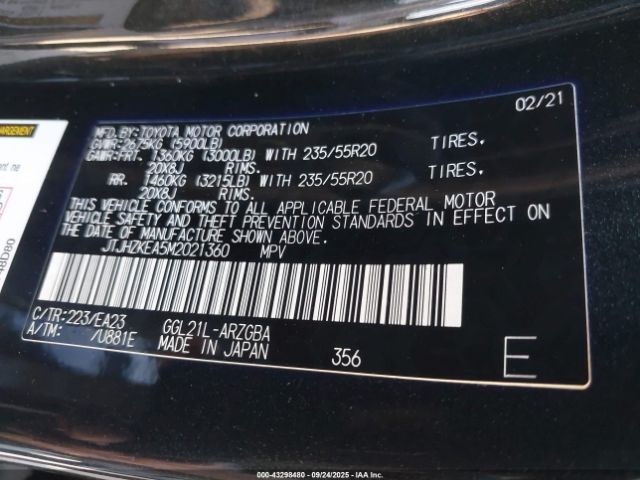 02/21
MFD.BY:TOYOTA MOTOR CORPORATION
GVWR:2675KG (5900LB)
GAWR:FRT. 1360KG (3000LB) WITH 235/55R20 TIRES,
20X8J RIMS.
RR. 1460KG (3215LB) WITH 235/55R20 TIRES,
20X8J RIMS.
THIS VEHICLE CONFORMS TO ALL APPLICABLE FEDERAL MOTOR
VEHICLE SAFETY AND THEFT PREVENTION STANDARDS IN EFFECT ON
THE DATE OF MANUFACTURE SHOWN ABOVE.
JTJHZKEA5M2021360 MPV
C/TR:223/EA23 GGL21L-ARZGBA
A/TM: /U881E MADE IN JAPAN 356 E
000-43298480 - 09/24/2025 - IAA Inc.